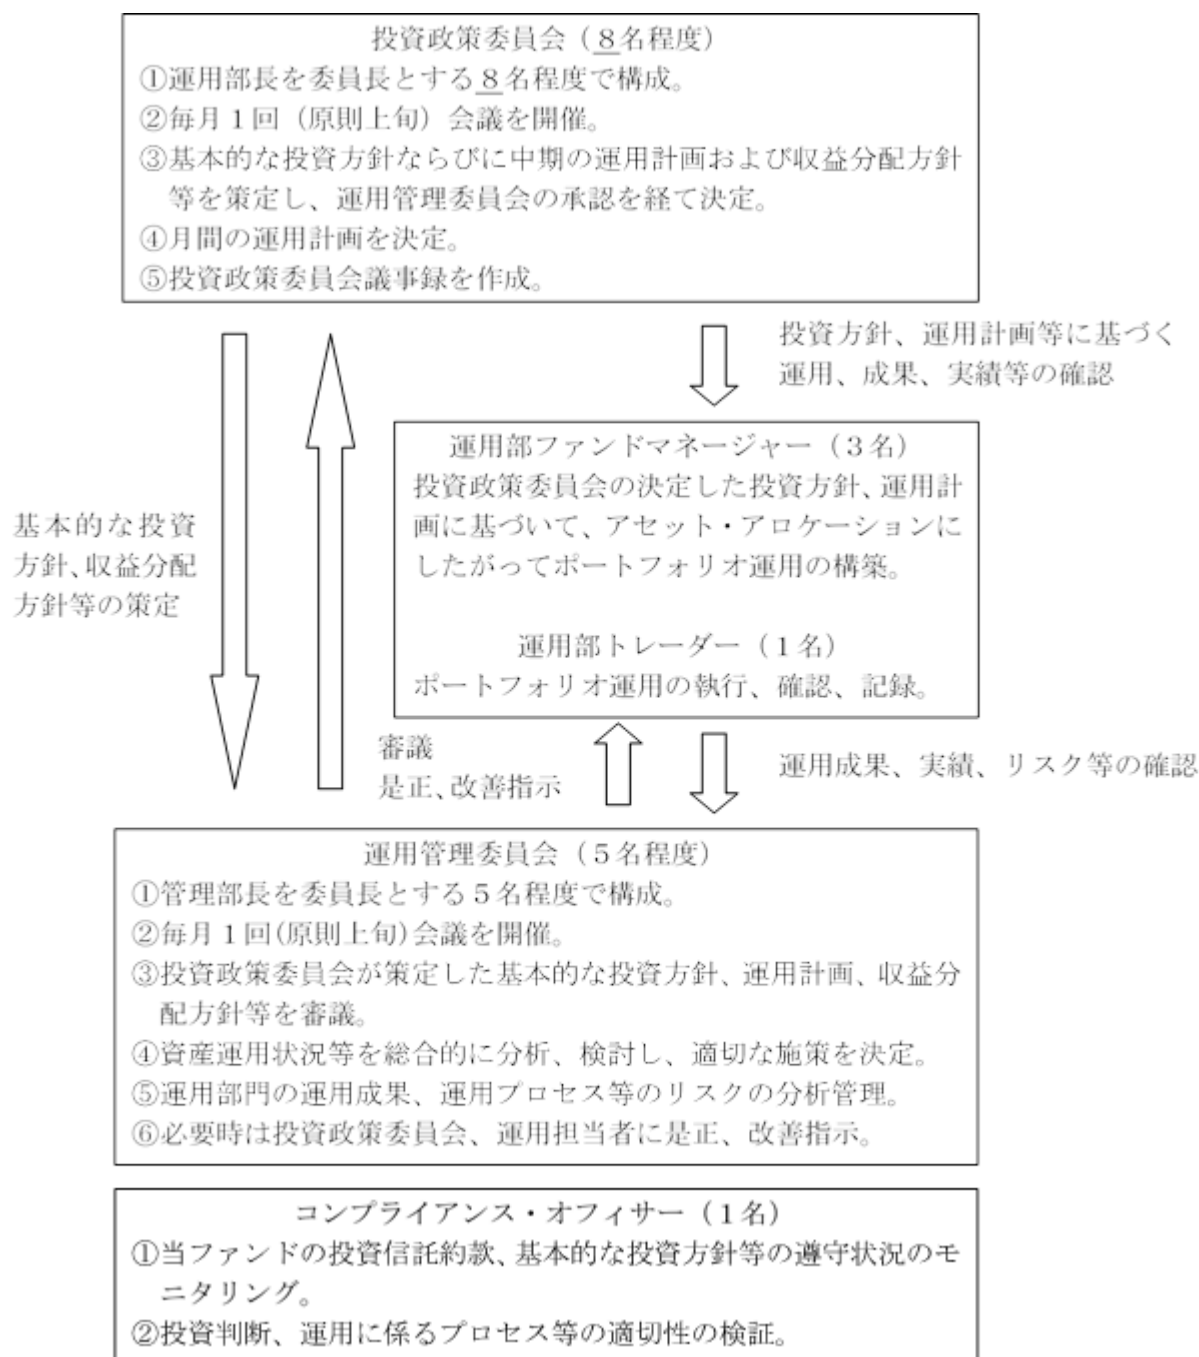 投資政策委員会（８名程度）
①運用部長を委員長とする８名程度で構成。
②毎月１回（原則上旬）会議を開催。
③基本的な投資方針ならびに中期の運用計画および収益分配方針
等を策定し、運用管理委員会の承認を経て決定。
④月間の運用計画を決定。
⑤投資政策委員会議事録を作成。
投資方針、運用計画等に基づく
運用、成果、実績等の確認
運用部ファンドマネージャー（３名）
投資政策委員会の決定した投資方針、運用計
画に基づいて、アセット・アロケーションに
したがってポートフォリオ運用の構築。
運用部トレーダー（１名）
ポートフォリオ運用の執行、確認、記録。
基本的な投資
方針、収益分配
方針等の策定
審議
是正、改善指示
運用成果、実績、リスク等の確認
運用管理委員会（５名程度）
①管理部長を委員長とする５名程度で構成。
②毎月１回(原則上旬)会議を開催。
③投資政策委員会が策定した基本的な投資方針、運用計画、収益分
配方針等を審議。
④資産運用状況等を総合的に分析、検討し、適切な施策を決定。
⑤運用部門の運用成果、運用プロセス等のリスクの分析管理。
⑥必要時は投資政策委員会、運用担当者に是正、改善指示。
コンプライアンス・オフィサー（１名）
①当ファンドの投資信託約款、基本的な投資方針等の遵守状況のモ
ニタリング。
②投資判断、運用に係るプロセス等の適切性の検証。